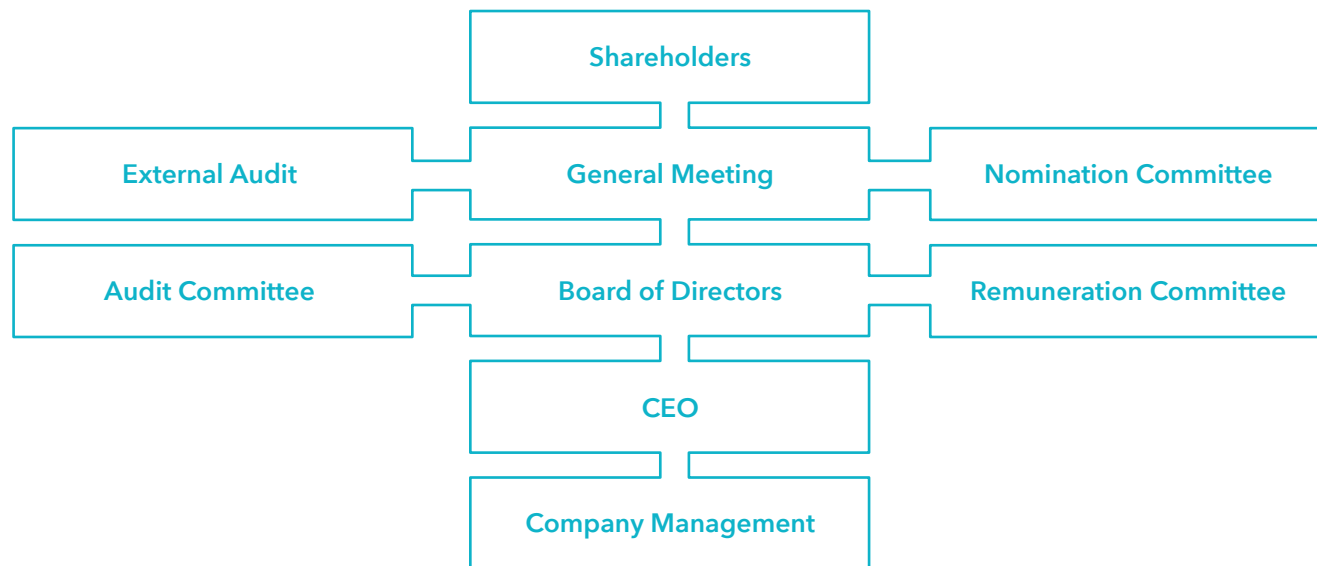 Shareholders
External Audit
General Meeting
Nomination Committee
Audit Committee
Board of Directors
Remuneration Committee
CEO
Company Management